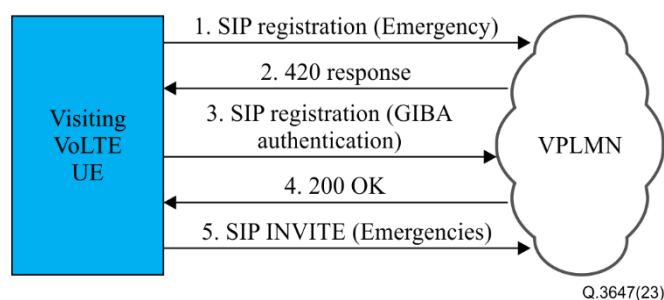 1. SIP registration (Emergency)
2. 420 response
3. SIP registration (GIBA
authentication)
4. 200 OK
5. SIP INVITE (Emergencies)
Visiting
VoLTE
UE
VPLMN
Q.3647(23)